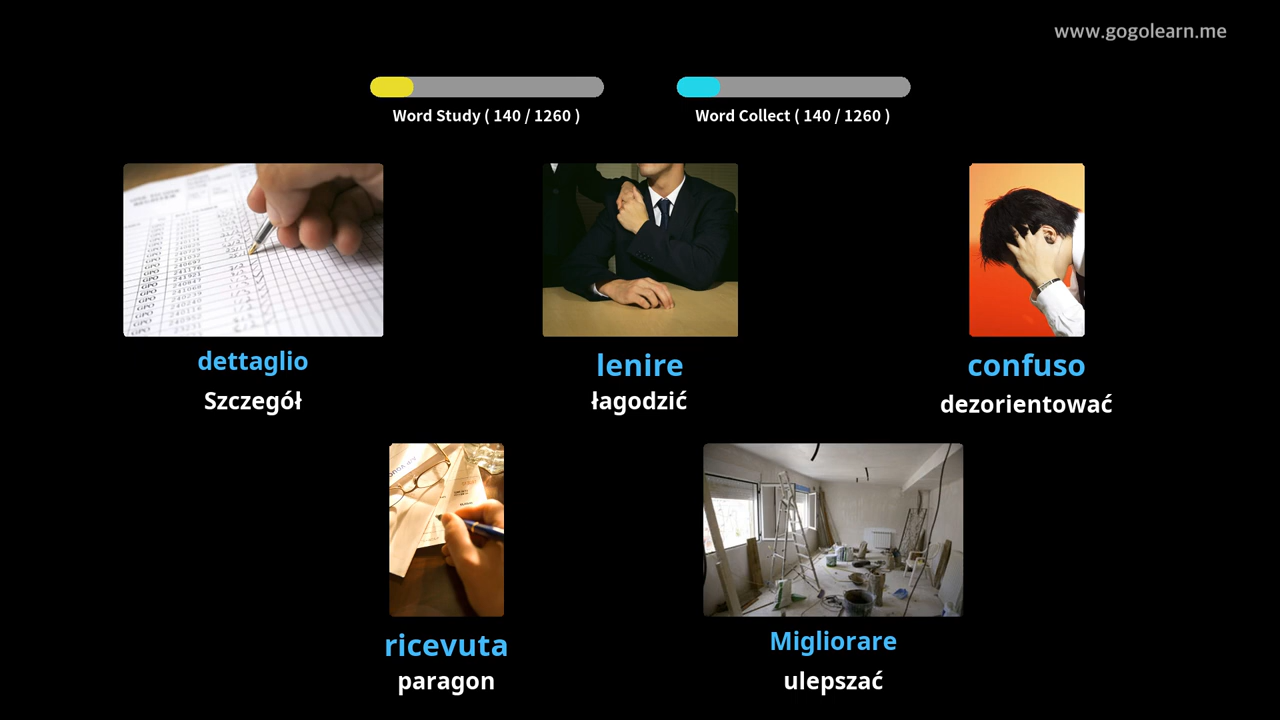 www.gogolearn.me
Word Study ( 140 / 1260 )
Word Collect ( 140 / 1260 )
GPO
dettaglio
Szczegół
lenire
łagodzić
confuso
dezorientować
ricevuta
paragon
Migliorare
ulepszać